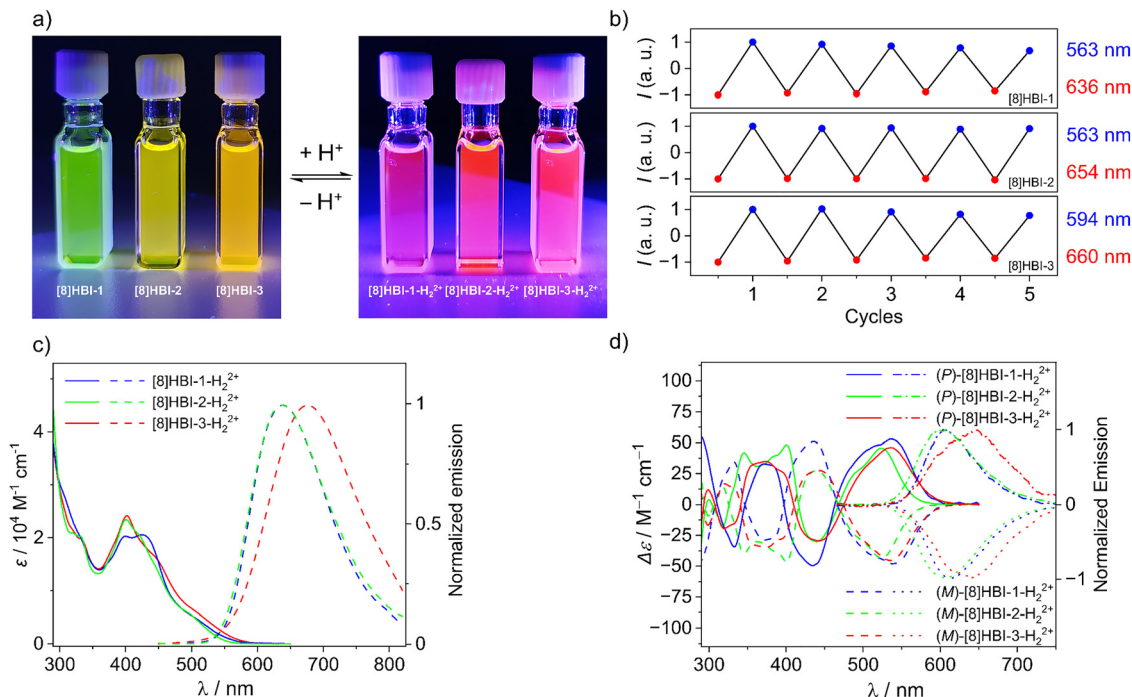 a)
[8]HBI-1 [8]HBI-2 [8]HBI-3
+ H⁺
− H⁺
[8]HBI-1-H₂²⁺ [8]HBI-2-H₂²⁺ [8]HBI-3-H₂²⁺
b)
I (a. u.)
1
0
−1
[8]HBI-1
563 nm
636 nm
I (a. u.)
1
0
−1
[8]HBI-2
563 nm
654 nm
I (a. u.)
1
0
−1
[8]HBI-3
594 nm
660 nm
1 2 3 4 5
Cycles
c)
[8]HBI-1-H₂²⁺
[8]HBI-2-H₂²⁺
[8]HBI-3-H₂²⁺
ε / 10⁴ M⁻¹ cm⁻¹
4
2
0
Normalized emission
1
0.5
0
300 400 500 600 700 800
λ / nm
d)
(P)-[8]HBI-1-H₂²⁺
(P)-[8]HBI-2-H₂²⁺
(P)-[8]HBI-3-H₂²⁺
Δε / M⁻¹ cm⁻¹
100
75
50
25
0
−25
−50
−75
−100
Normalized Emission
1
0
−1
(M)-[8]HBI-1-H₂²⁺
(M)-[8]HBI-2-H₂²⁺
(M)-[8]HBI-3-H₂²⁺
300 400 500 600 700
λ / nm